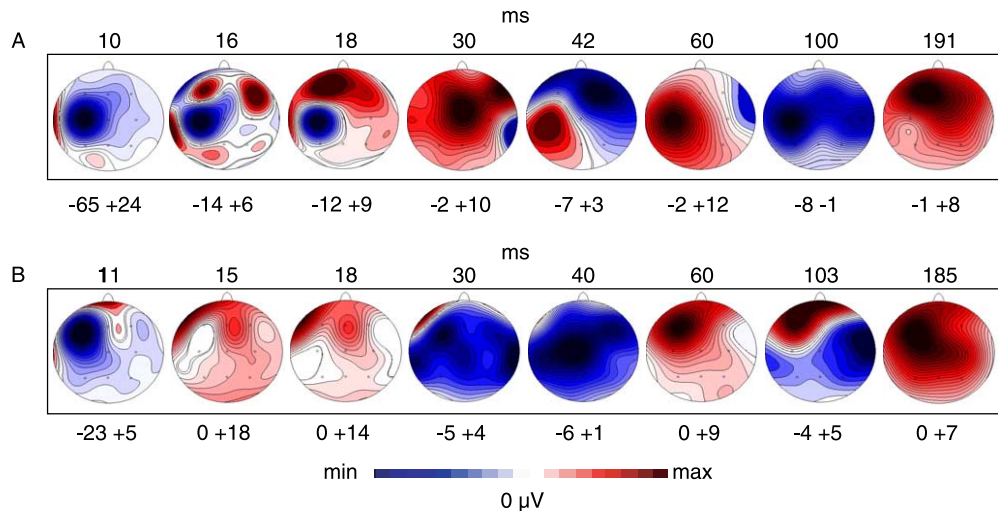 ms
A 10 16 18 30 42 60 100 191
-65 +24 -14 +6 -12 +9 -2 +10 -7 +3 -2 +12 -8 -1 -1 +8
ms
B 11 15 18 30 40 60 103 185
-23 +5 0 +18 0 +14 -5 +4 -6 +1 0 +9 -4 +5 0 +7
min max
0 µV